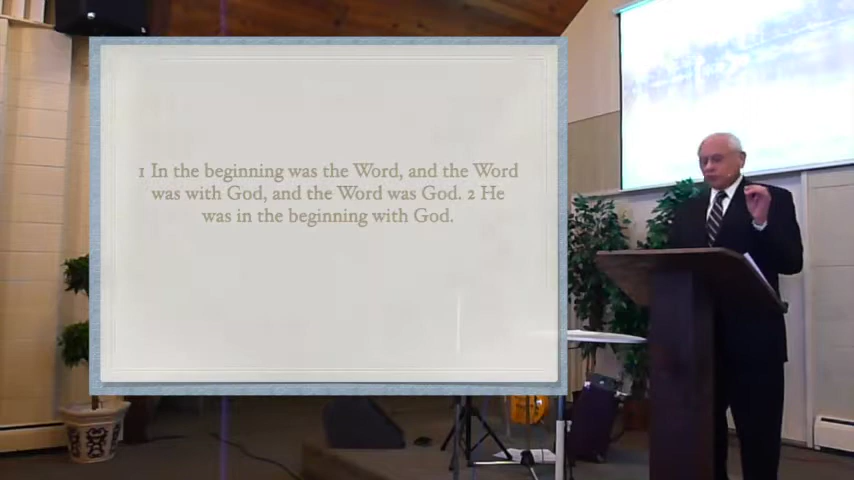 1 In the beginning was the Word, and the Word
was with God, and the Word was God. 2 He
was in the beginning with God.